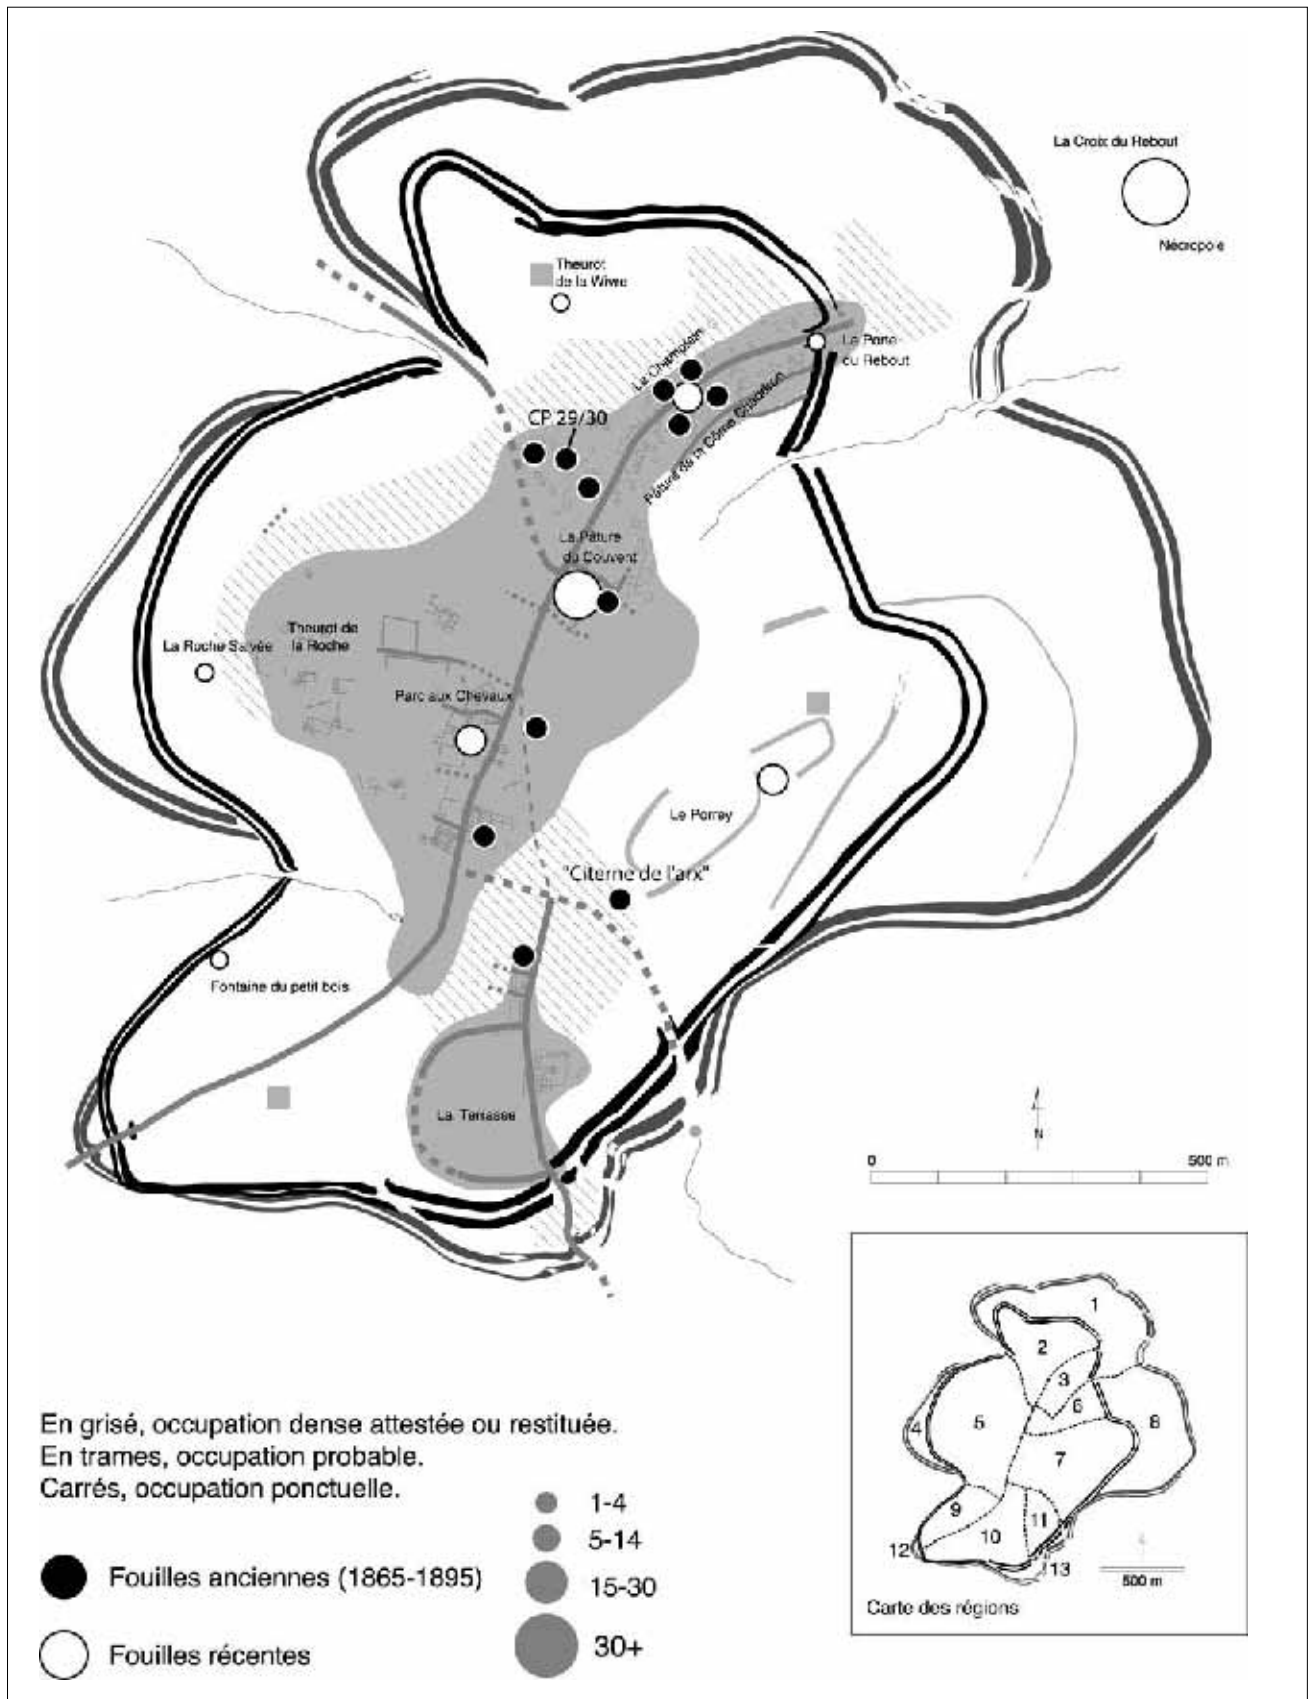 La Croix du Rebout
Nécropole
Theurot
de la Wivre
La Porte
du Rebout
Le Champlain
CP 29/30
Pâture de la Côme Chaudron
La Pâture
du Couvent
Theurot de
la Roche
La Roche Salvée
Parc aux Chevaux
Le Porrey
"Citerne de l'arx"
Fontaine du petit bois
La Terrasse
N
0 500 m
En grisé, occupation dense attestée ou restituée.
En trames, occupation probable.
Carrés, occupation ponctuelle.
Fouilles anciennes (1865-1895)
Fouilles récentes
1-4
5-14
15-30
30+
1
2
3
4
5
6
7
8
9
10
11
12
13
500 m
Carte des régions